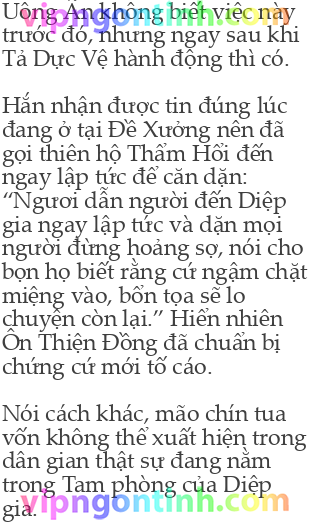 Uông Ấn không biết việc này
trước đó, nhưng ngay sau khi
Tả Dực Vệ hành động thì có.
Hắn nhận được tin đúng lúc
đang ở tại Đề Xưởng nên đã
gọi thiên hộ Thẩm Hổi đến
ngay lập tức để căn dặn:
“Ngươi dẫn người đến Diệp
gia ngay lập tức và dặn mọi
người đừng hoảng sợ, nói cho
bọn họ biết rằng cứ ngậm chặt
miệng vào, bổn tọa sẽ lo
chuyện còn lại.” Hiển nhiên
Ôn Thiện Đồng đã chuẩn bị
chứng cứ mới tố cáo.
Nói cách khác, mão chín tua
vốn không thể xuất hiện trong
dân gian thật sự đang nằm
trong Tam phòng của Diệp
gia.
vipngontinh.com
vipngontinh.com